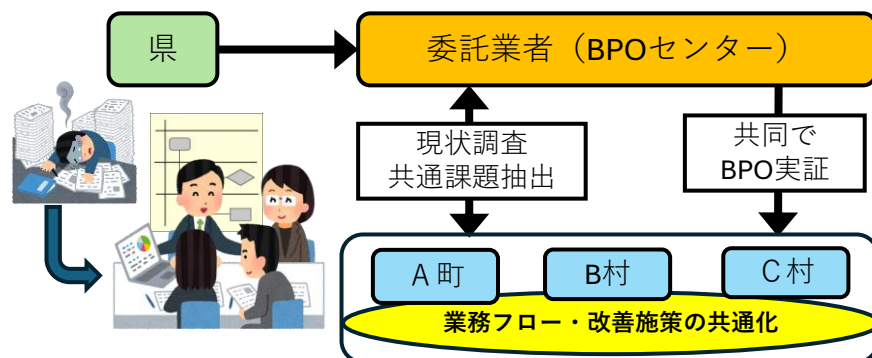 県
委託業者（BPOセンター）
現状調査
共通課題抽出
共同で
BPO実証
A町
B村
C村
業務フロー・改善施策の共通化